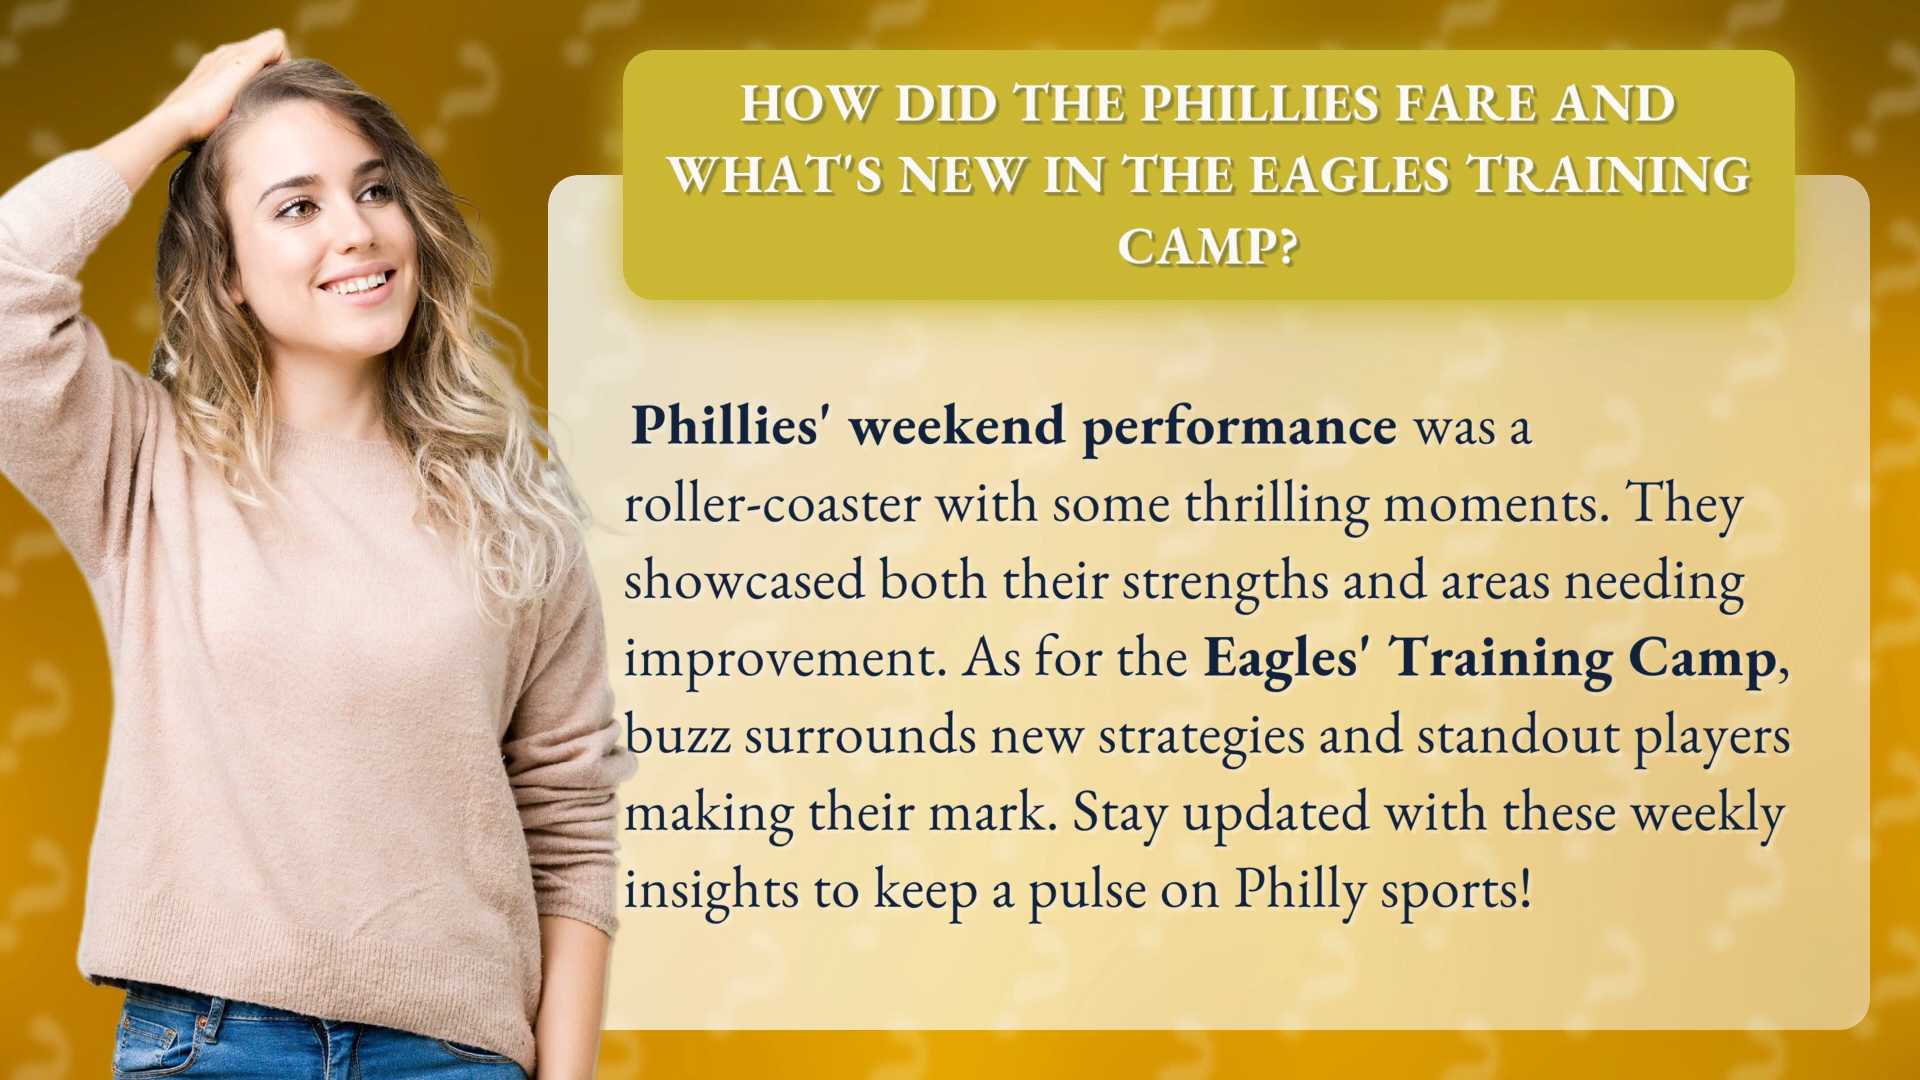 HOW DID THE PHILLIES FARE AND
WHAT'S NEW IN THE EAGLES TRAINING
CAMP?
Phillies' weekend performance was a
roller-coaster with some thrilling moments. They
showcased both their strengths and areas needing
improvement. As for the Eagles' Training Camp,
buzz surrounds new strategies and standout players
making their mark. Stay updated with these weekly
insights to keep a pulse on Philly sports!